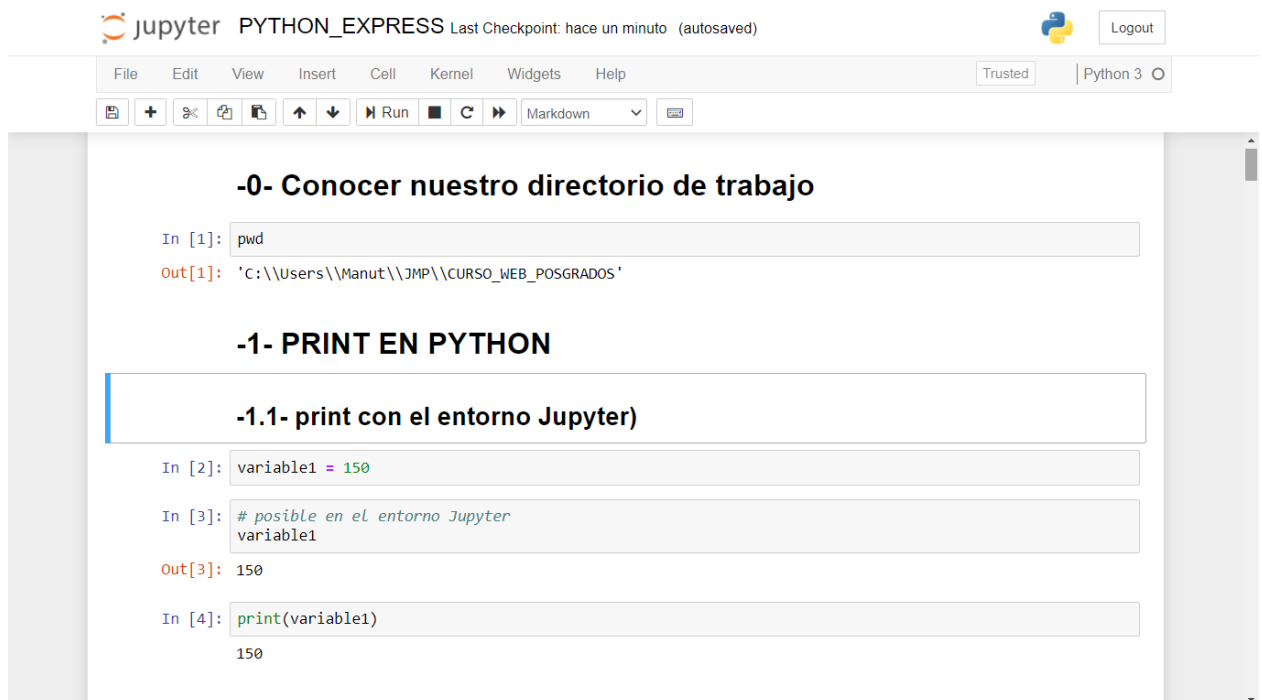 jupyter PYTHON_EXPRESS Last Checkpoint: hace un minuto (autosaved)
Logout
File Edit View Insert Cell Kernel Widgets Help
Trusted
Python 3
Run
Markdown
-0- Conocer nuestro directorio de trabajo
In [1]: pwd
Out[1]: 'C:\\Users\\Manut\\JMP\\CURSO_WEB_POSGRADOS'
-1- PRINT EN PYTHON
-1.1- print con el entorno Jupyter)
In [2]: variable1 = 150
In [3]: # posible en el entorno Jupyter
variable1
Out[3]: 150
In [4]: print(variable1)
150